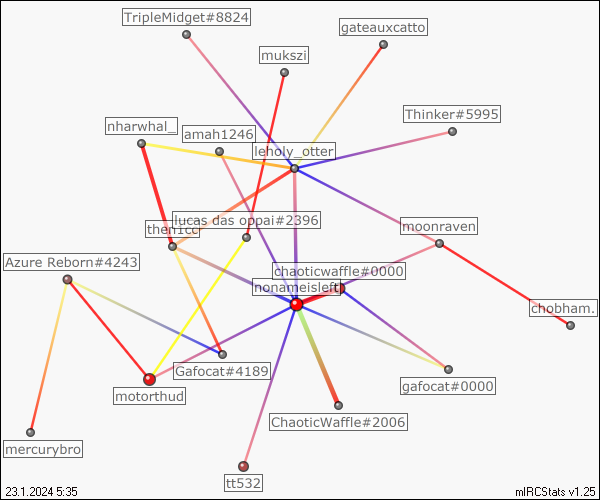 TripleMidget#8824
gateauxcatto
mukszi
Thinker#5995
nharwhal_
amah1246
leholy_otter
lucas das oppai#2396
moonraven
Azure Reborn#4243
chaoticwaffle#0000
nonameisleft
chobham.
Gafocat#4189
gafocat#0000
motorthud
ChaoticWaffle#2006
mercurybro
tt532
23.1.2024 5:35
mIRCStats v1.25